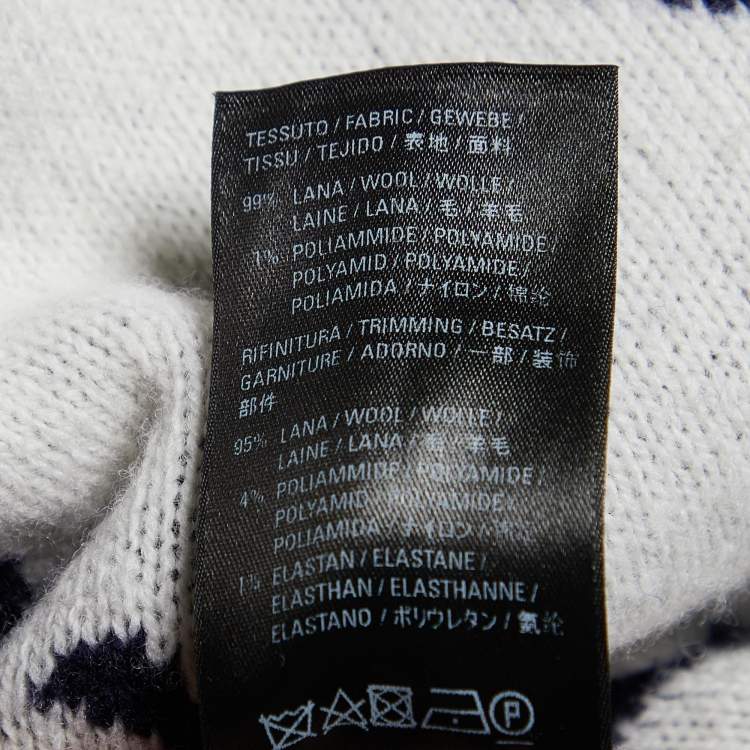 TESSUTO / FABRIC / GEWEBE /
TISSU / TEJIDO / 表地 / 面料
99% LANA / WOOL / WOLLE /
LAINE / LANA / 毛 / 羊毛
1% POLIAMMIDE / POLYAMIDE /
POLYAMID / POLYAMIDE /
POLIAMIDA / ナイロン / 锦纶
RIFINITURA / TRIMMING / BESATZ /
GARNITURE / ADORNO / 一部 / 装饰
部件
95% LANA / WOOL / WOLLE /
LAINE / LANA / 毛 / 羊毛
4% POLIAMMIDE / POLYAMIDE /
POLYAMID / POLYAMIDE /
POLIAMIDA / ナイロン /
1% ELASTAN / ELASTANE /
ELASTHAN / ELASTHANNE /
ELASTANO / ポリウレタン / 氨纶
P